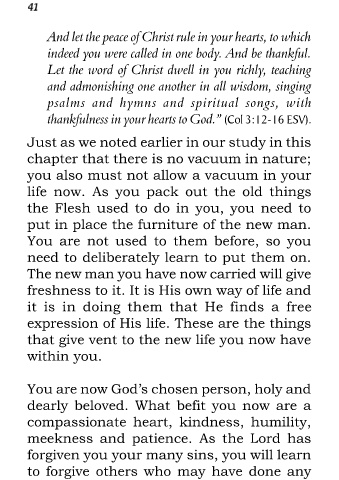 41
And let the peace of Christ rule in your hearts, to which
indeed you were called in one body. And be thankful.
Let the word of Christ dwell in you richly, teaching
and admonishing one another in all wisdom, singing
psalms and hymns and spiritual songs, with
thankfulness in your hearts to God.” (Col 3:12-16 ESV).
Just as we noted earlier in our study in this
chapter that there is no vacuum in nature;
you also must not allow a vacuum in your
life now. As you pack out the old things
the Flesh used to do in you, you need to
put in place the furniture of the new man.
You are not used to them before, so you
need to deliberately learn to put them on.
The new man you have now carried will give
freshness to it. It is His own way of life and
it is in doing them that He finds a free
expression of His life. These are the things
that give vent to the new life you now have
within you.
You are now God’s chosen person, holy and
dearly beloved. What befit you now are a
compassionate heart, kindness, humility,
meekness and patience. As the Lord has
forgiven you your many sins, you will learn
to forgive others who may have done any